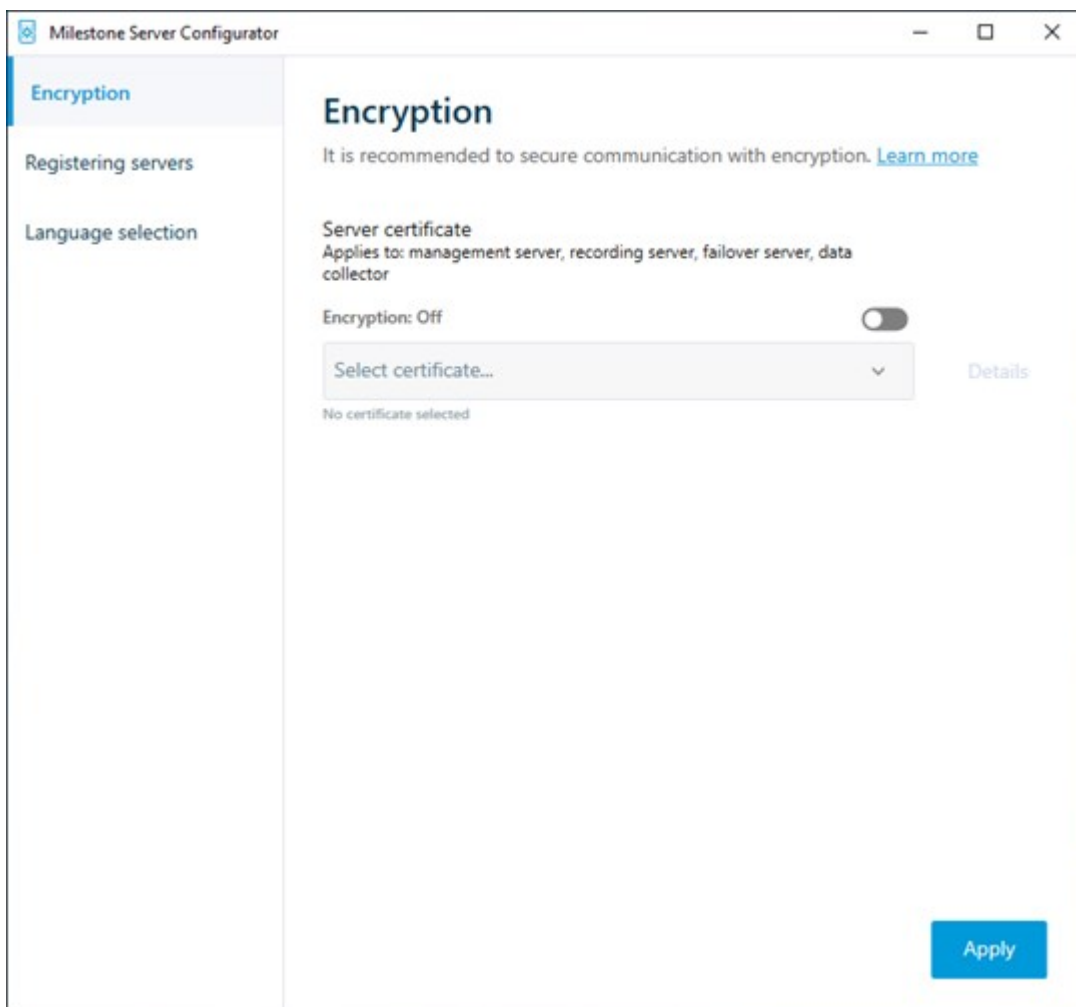 Milestone Server Configurator
Encryption
Registering servers
Language selection
Encryption
It is recommended to secure communication with encryption. Learn more
Server certificate
Applies to: management server, recording server, failover server, data
collector
Encryption: Off
Select certificate...
Details
No certificate selected
Apply